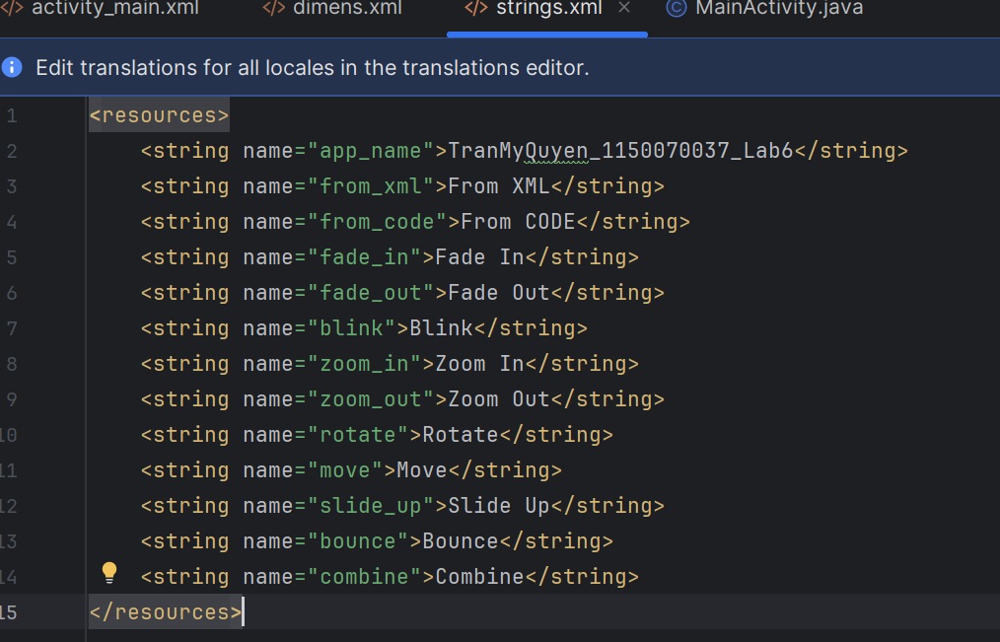 </> activity_main.xml </> dimens.xml </> strings.xml × C MainActivity.java
Edit translations for all locales in the translations editor.
1 <resources>
2 <string name="app_name">TranMyQuyen_1150070037_Lab6</string>
3 <string name="from_xml">From XML</string>
4 <string name="from_code">From CODE</string>
5 <string name="fade_in">Fade In</string>
6 <string name="fade_out">Fade Out</string>
7 <string name="blink">Blink</string>
8 <string name="zoom_in">Zoom In</string>
9 <string name="zoom_out">Zoom Out</string>
10 <string name="rotate">Rotate</string>
11 <string name="move">Move</string>
12 <string name="slide_up">Slide Up</string>
13 <string name="bounce">Bounce</string>
14 <string name="combine">Combine</string>
15 </resources>